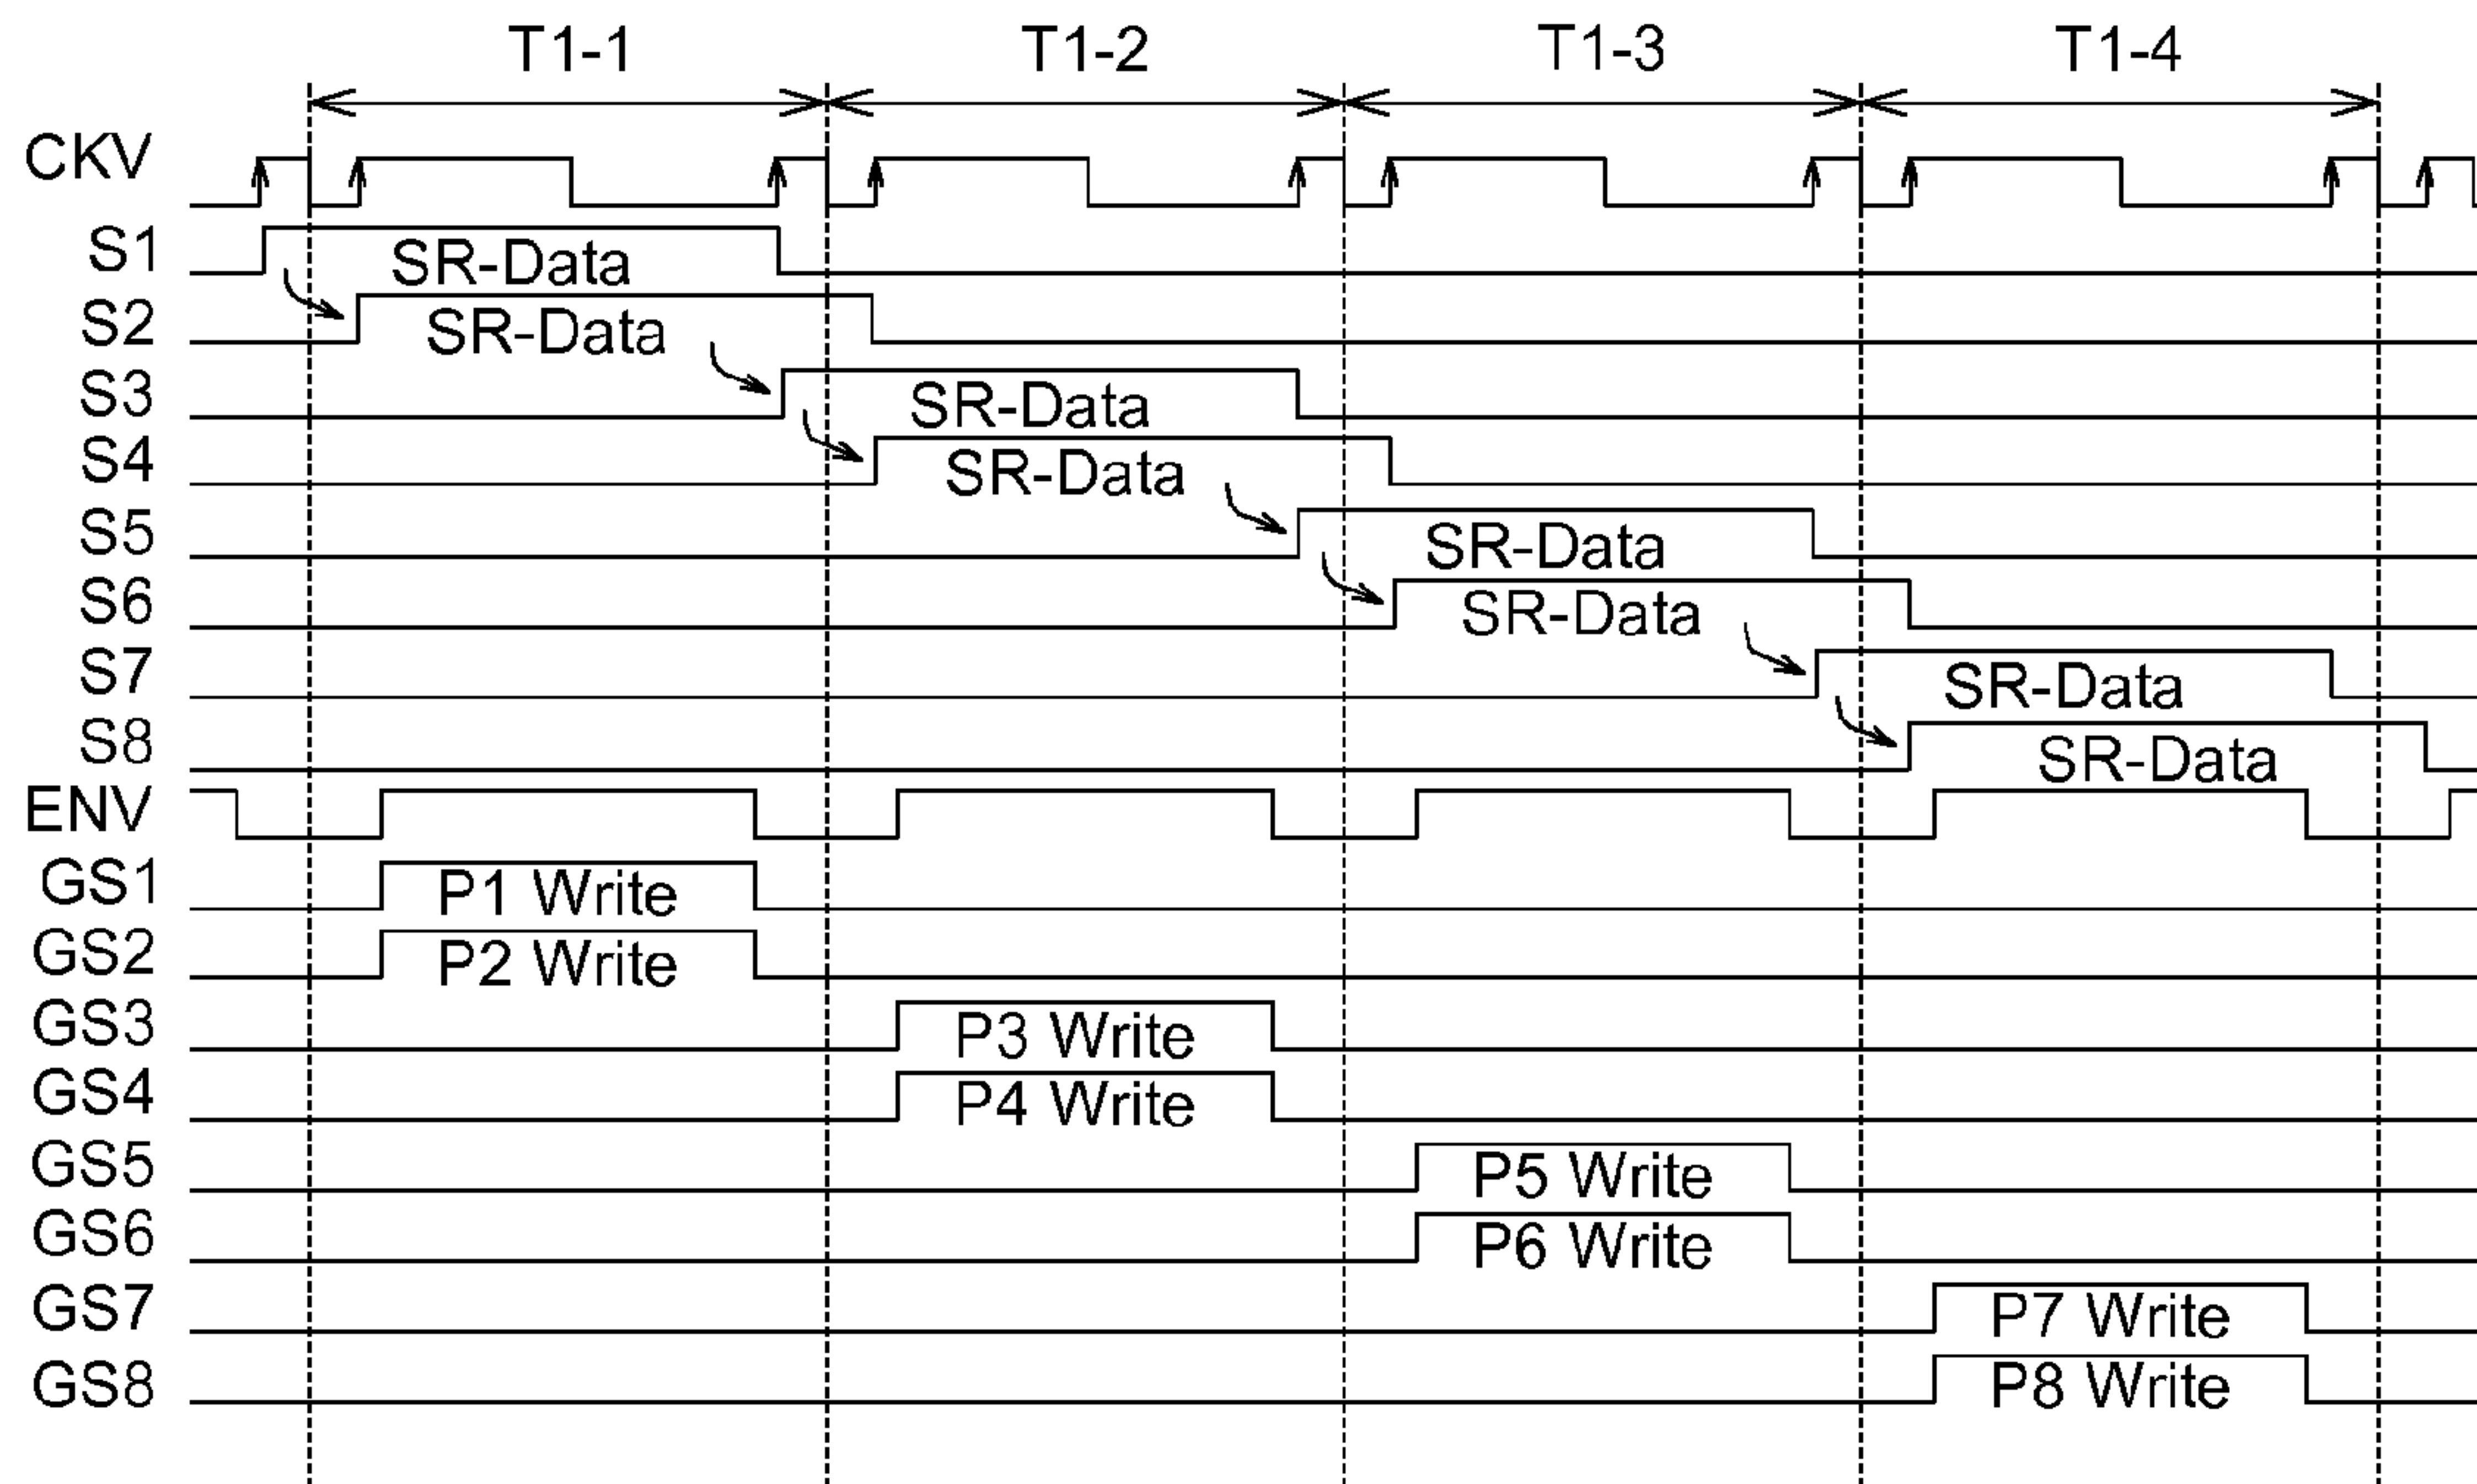 T1-1 T1-2 T1-3 T1-4
CKV
S1 SR-Data
S2 SR-Data
S3 SR-Data
S4 SR-Data
S5 SR-Data
S6 SR-Data
S7 SR-Data
S8 SR-Data
ENV
GS1 P1 Write
GS2 P2 Write
GS3 P3 Write
GS4 P4 Write
GS5 P5 Write
GS6 P6 Write
GS7 P7 Write
GS8 P8 Write